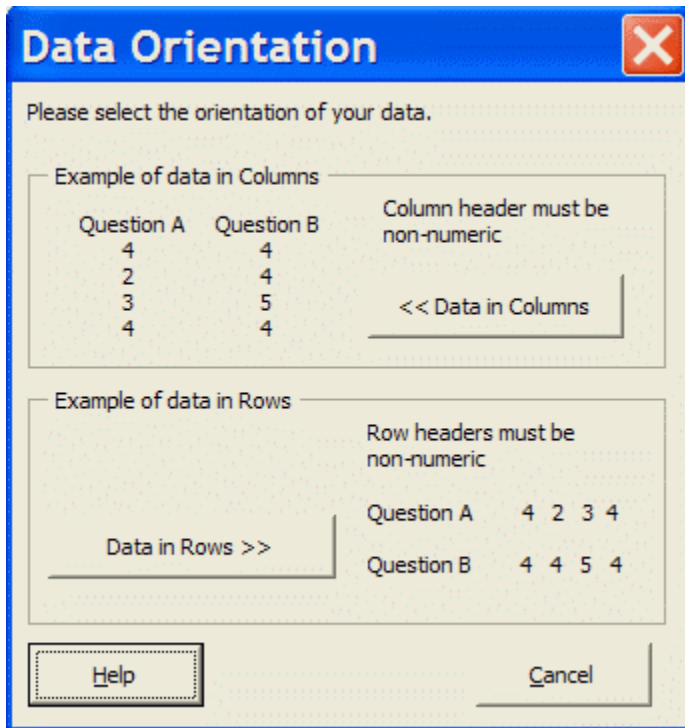 Data Orientation
Please select the orientation of your data.
Example of data in Columns
Question A Question B
4 4
2 4
3 5
4 4
Column header must be
non-numeric
<< Data in Columns
Example of data in Rows
Row headers must be
non-numeric
Question A 4 2 3 4
Data in Rows >>
Question B 4 4 5 4
Help
Cancel